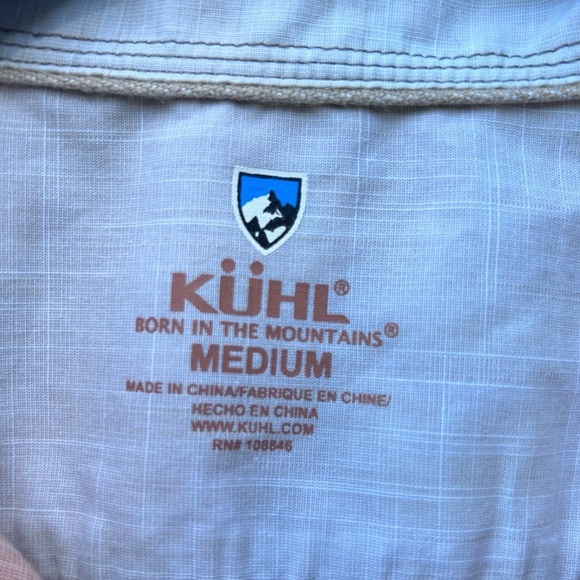 KÜHL®
BORN IN THE MOUNTAINS®
MEDIUM
MADE IN CHINA/FABRIQUE EN CHINE/
HECHO EN CHINA
WWW.KUHL.COM
RN# 108846